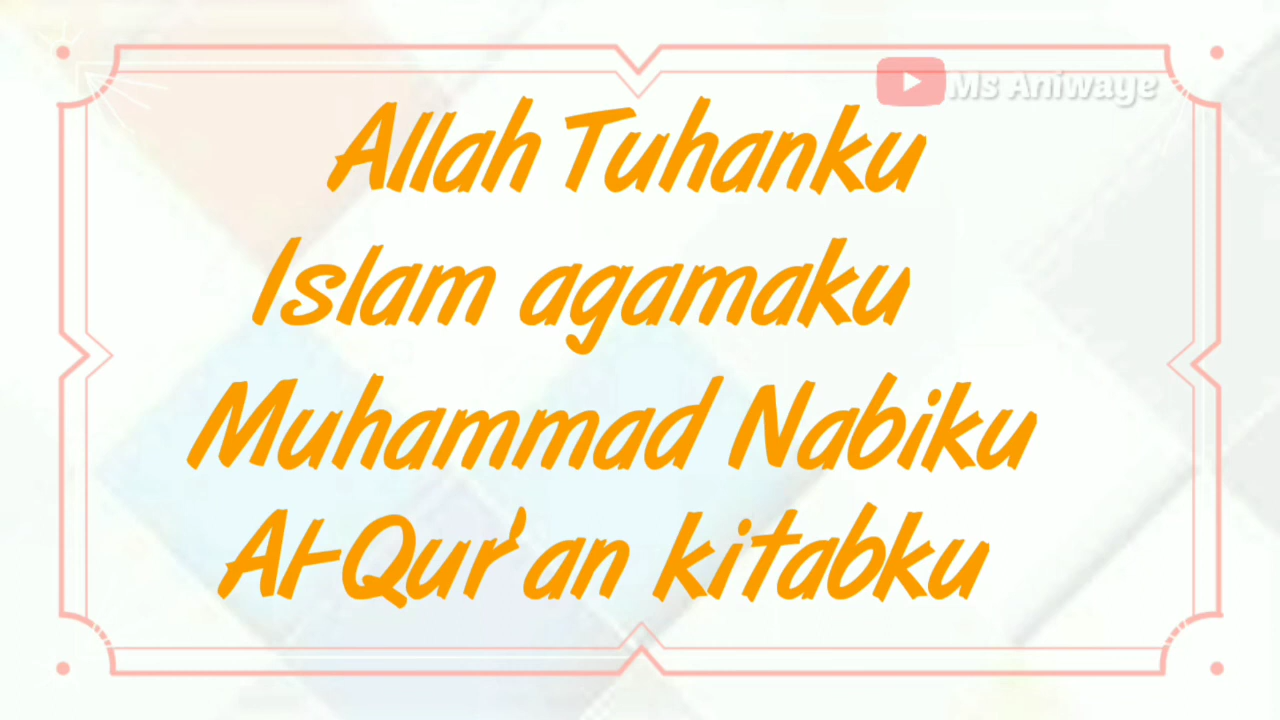 Ms Aniwaye
Allah Tuhanku
Islam agamaku
Muhammad Nabiku
Al-Qur'an kitabku